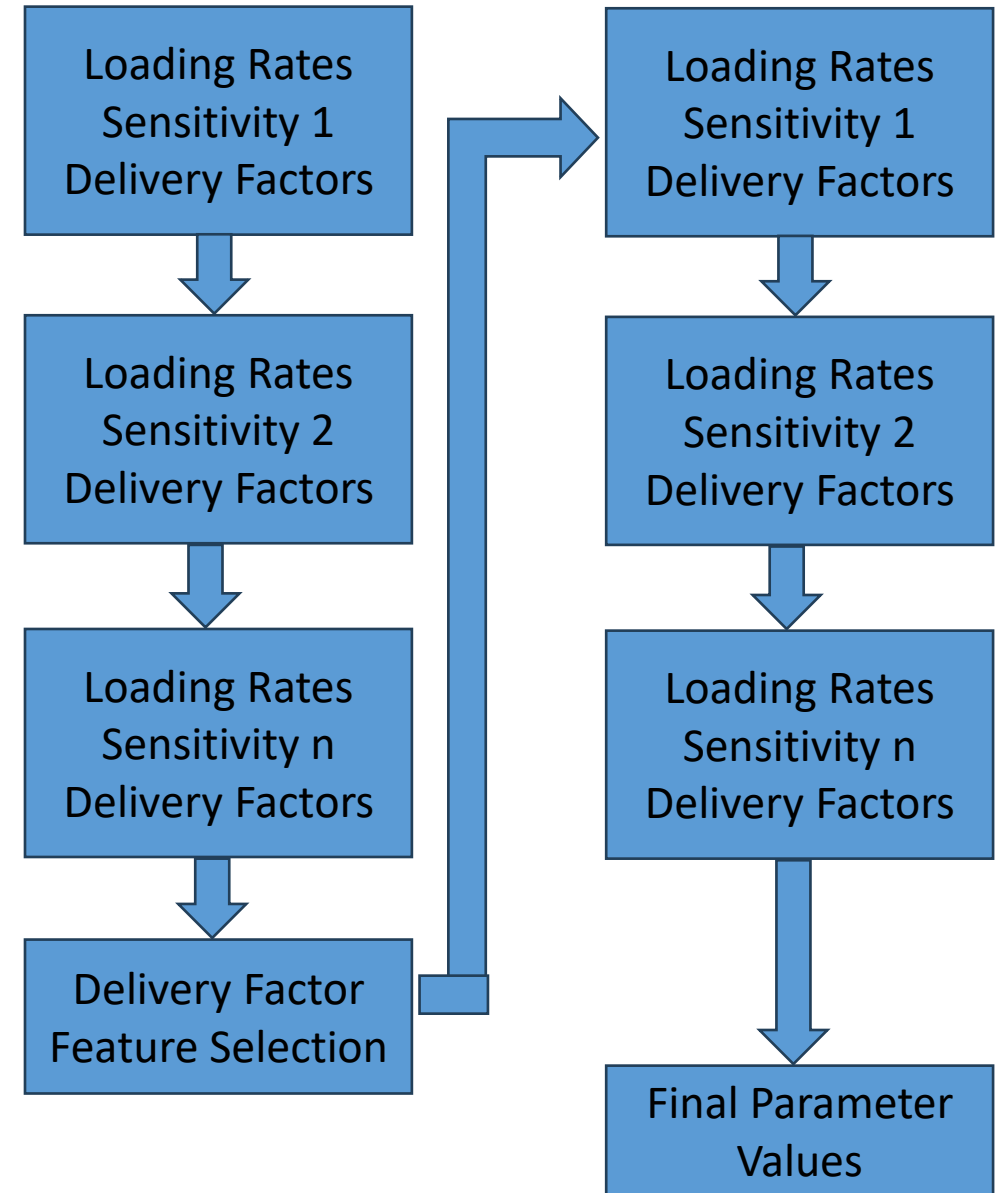 Loading Rates
Sensitivity 1
Delivery Factors
Loading Rates
Sensitivity 2
Delivery Factors
Loading Rates
Sensitivity n
Delivery Factors
Delivery Factor
Feature Selection
Loading Rates
Sensitivity 1
Delivery Factors
Loading Rates
Sensitivity 2
Delivery Factors
Loading Rates
Sensitivity n
Delivery Factors
Final Parameter
Values